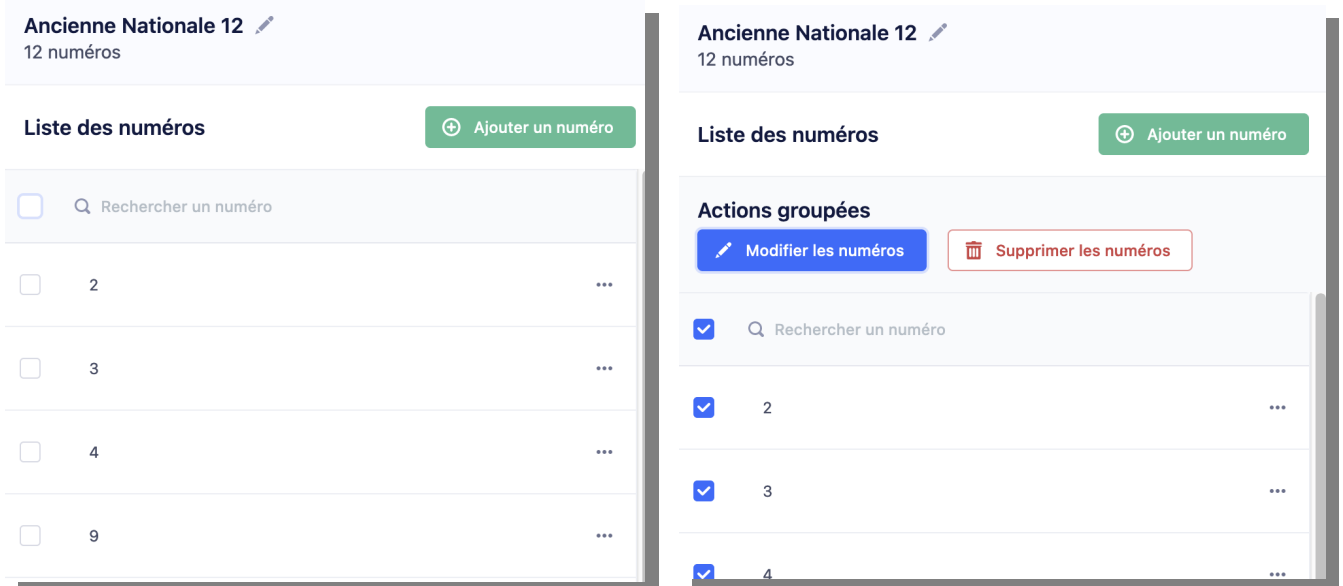 Ancienne Nationale 12
12 numéros
Liste des numéros
Ajouter un numéro
Rechercher un numéro
2
3
4
9
Ancienne Nationale 12
12 numéros
Liste des numéros
Ajouter un numéro
Actions groupées
Modifier les numéros
Supprimer les numéros
Rechercher un numéro
2
3
4